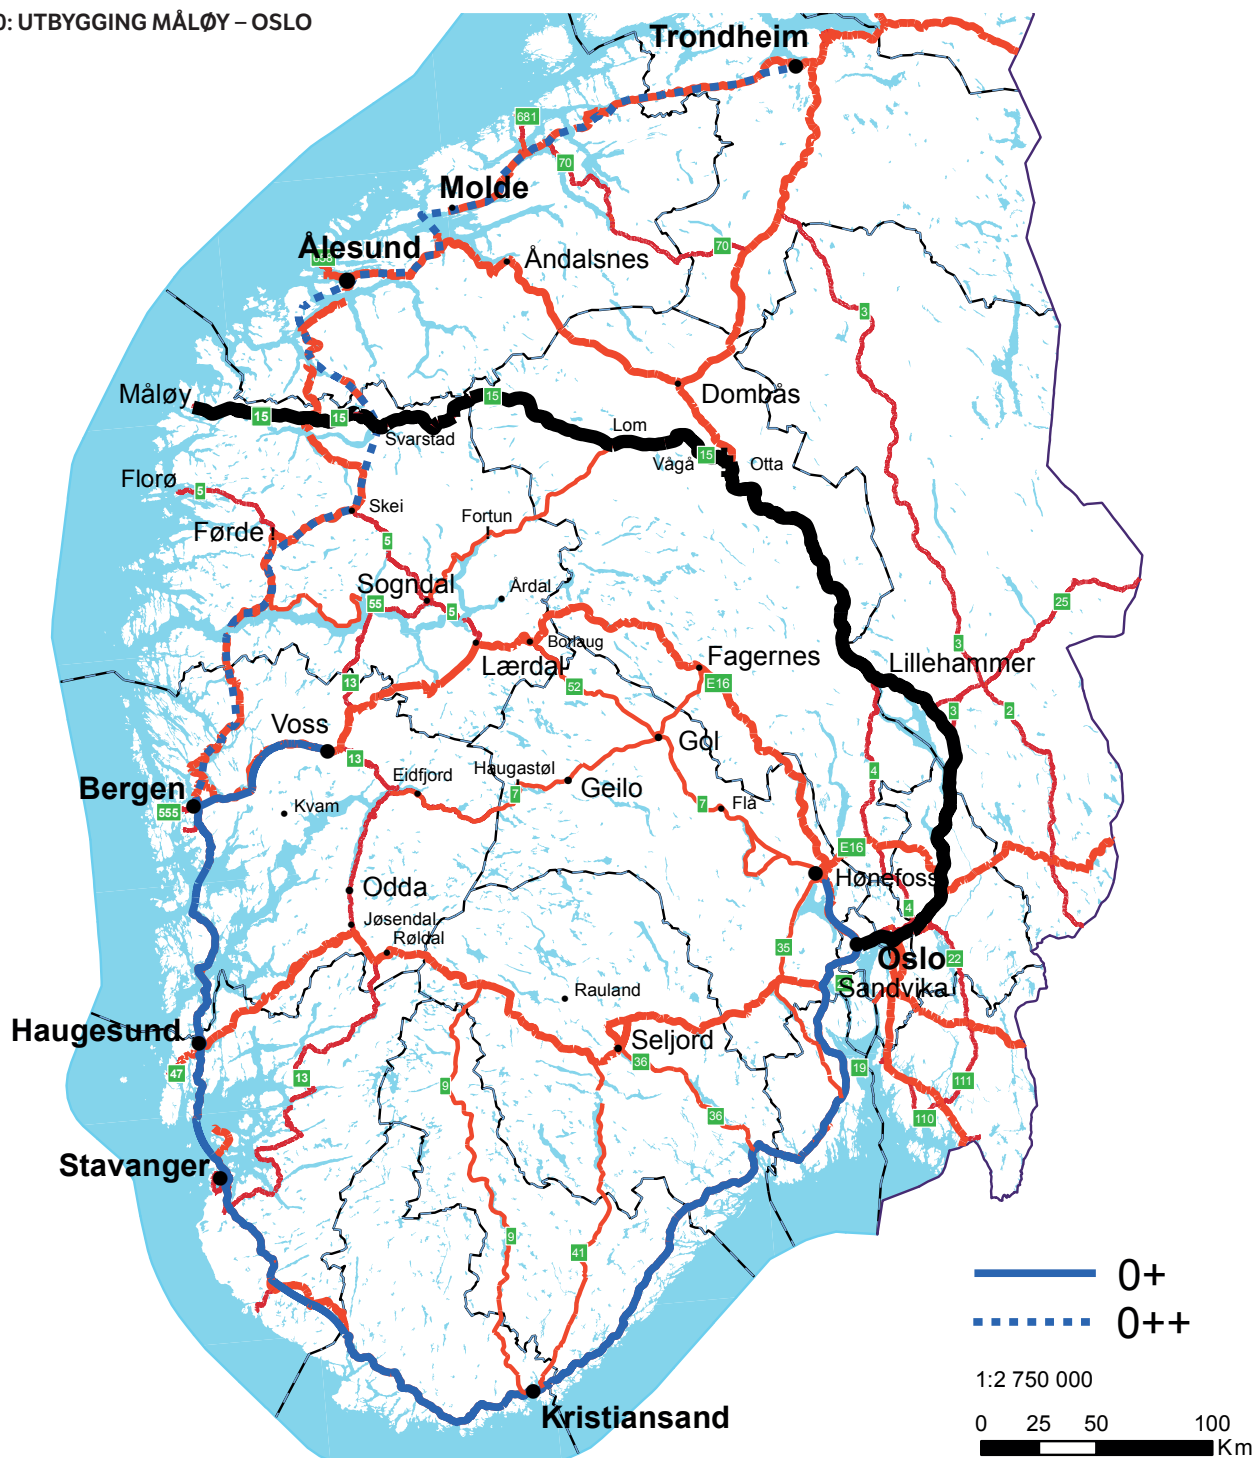 0: UTBYGGING MÅLØY – OSLO
Trondheim
681
70
Molde
70
Ålesund
Åndalsnes
3
Måløy
15
15
15
Dombås
Svarstad
Lom
Vågå
15
Otta
Florø
5
Skei
Førde
Fortun
5
Sogndal
55
5
Årdal
25
Lærdal
Borlaug
3
Fagernes
Lillehammer
13
52
E16
3
2
Voss
Gol
13
Eidfjord
Haugastøl
Geilo
4
Bergen
7
7
Flå
555
Kvam
E16
Hønefoss
Odda
4
Jøsendal
Røldal
35
Oslo
22
Sandvika
Rauland
Haugesund
Seljord
47
13
9
36
19
111
36
110
Stavanger
9
41
0+
0++
1:2 750 000
Kristiansand
0 25 50 100
Km